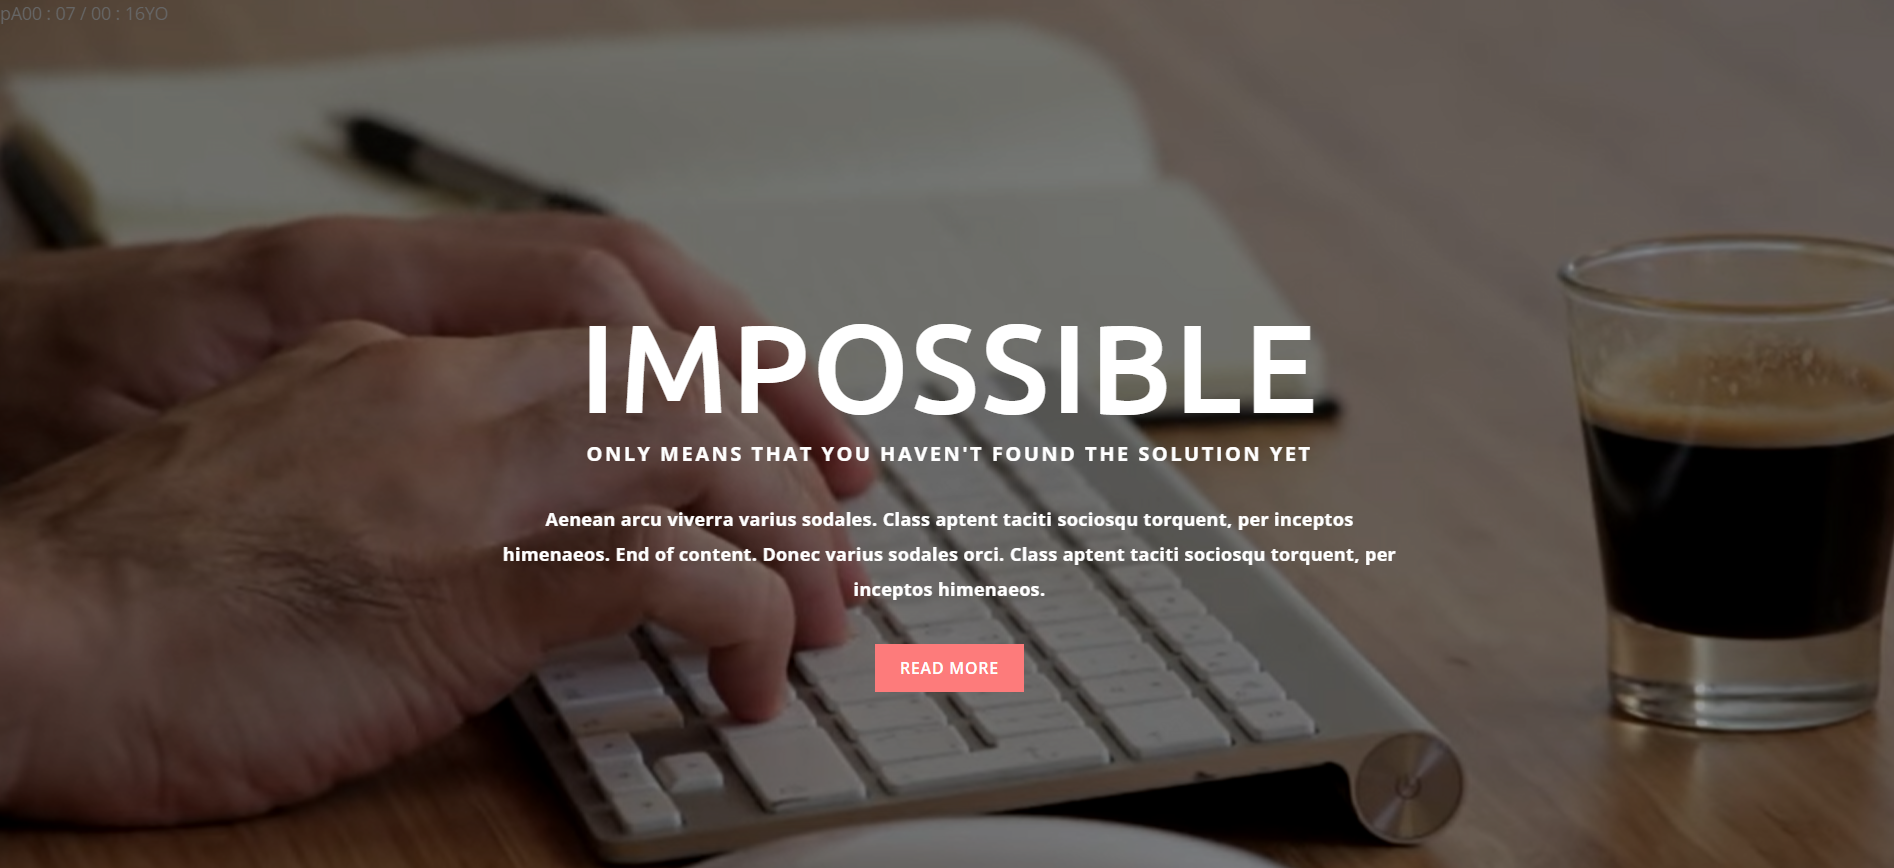 pA00 : 07 / 00 : 16YO
IMPOSSIBLE
ONLY MEANS THAT YOU HAVEN'T FOUND THE SOLUTION YET
Aenean arcu viverra varius sodales. Class aptent taciti sociosqu torquent, per inceptos
himenaeos. End of content. Donec varius sodales orci. Class aptent taciti sociosqu torquent, per
inceptos himenaeos.
READ MORE